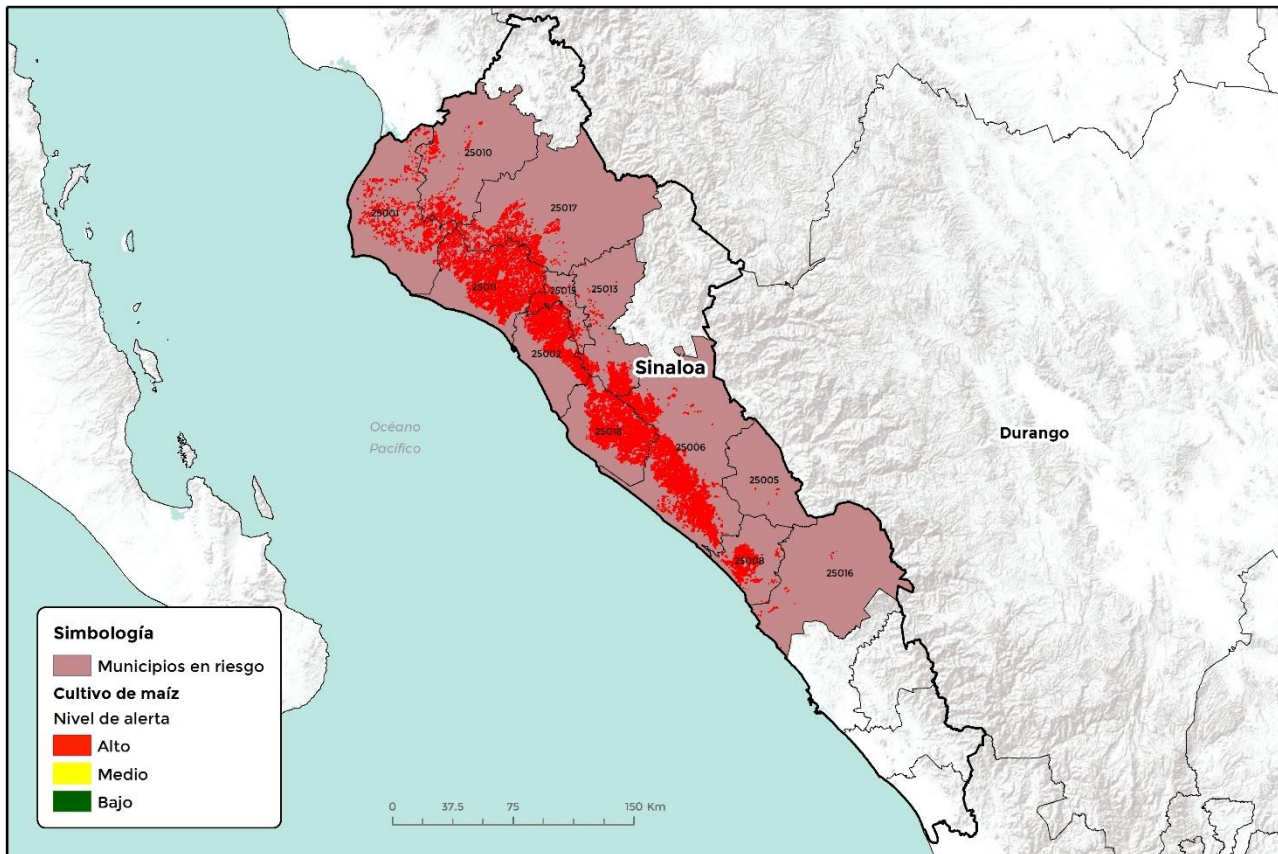 25010
25001
25017
25011
25015
25013
25002
Sinaloa
Océano
Pacífico
25018
25006
Durango
25005
25008
25016
Simbología
Municipios en riesgo
Cultivo de maíz
Nivel de alerta
Alto
Medio
Bajo
0 37.5 75 150 Km